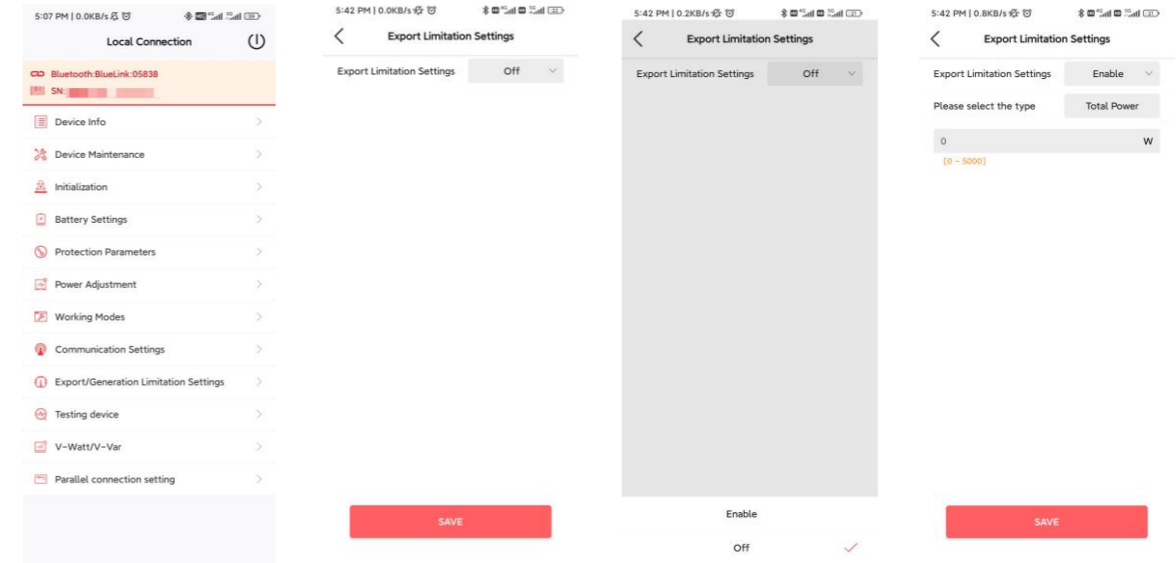 5:07 PM | 0.0KB/s
Local Connection
Bluetooth:BlueLink:05838
SN:
Device Info
Device Maintenance
Initialization
Battery Settings
Protection Parameters
Power Adjustment
Working Modes
Communication Settings
Export/Generation Limitation Settings
Testing device
V-Watt/V-Var
Parallel connection setting
5:42 PM | 0.0KB/s
Export Limitation Settings
Export Limitation Settings Off
SAVE
5:42 PM | 0.2KB/s
Export Limitation Settings
Export Limitation Settings Off
Enable
Off
5:42 PM | 0.8KB/s
Export Limitation Settings
Export Limitation Settings Enable
Please select the type Total Power
0 W
[0 ~ 5000]
SAVE